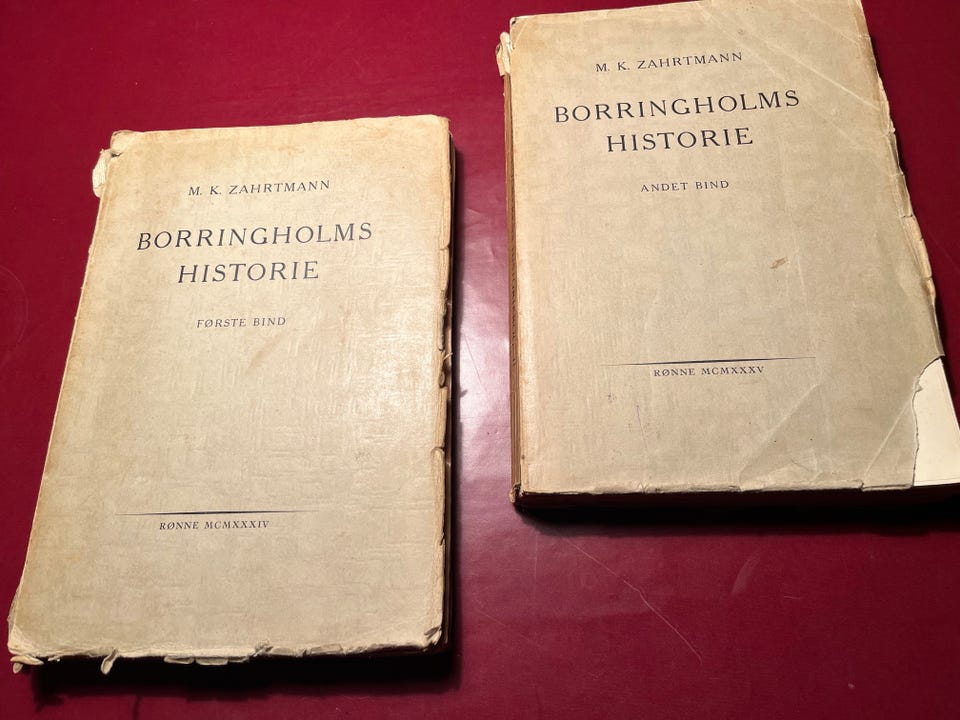 M. K. ZAHRTMANN
BORRINGHOLMS
HISTORIE
FØRSTE BIND
RØNNE MCMXXXIV
M. K. ZAHRTMANN
BORRINGHOLMS
HISTORIE
ANDET BIND
RØNNE MCMXXXV